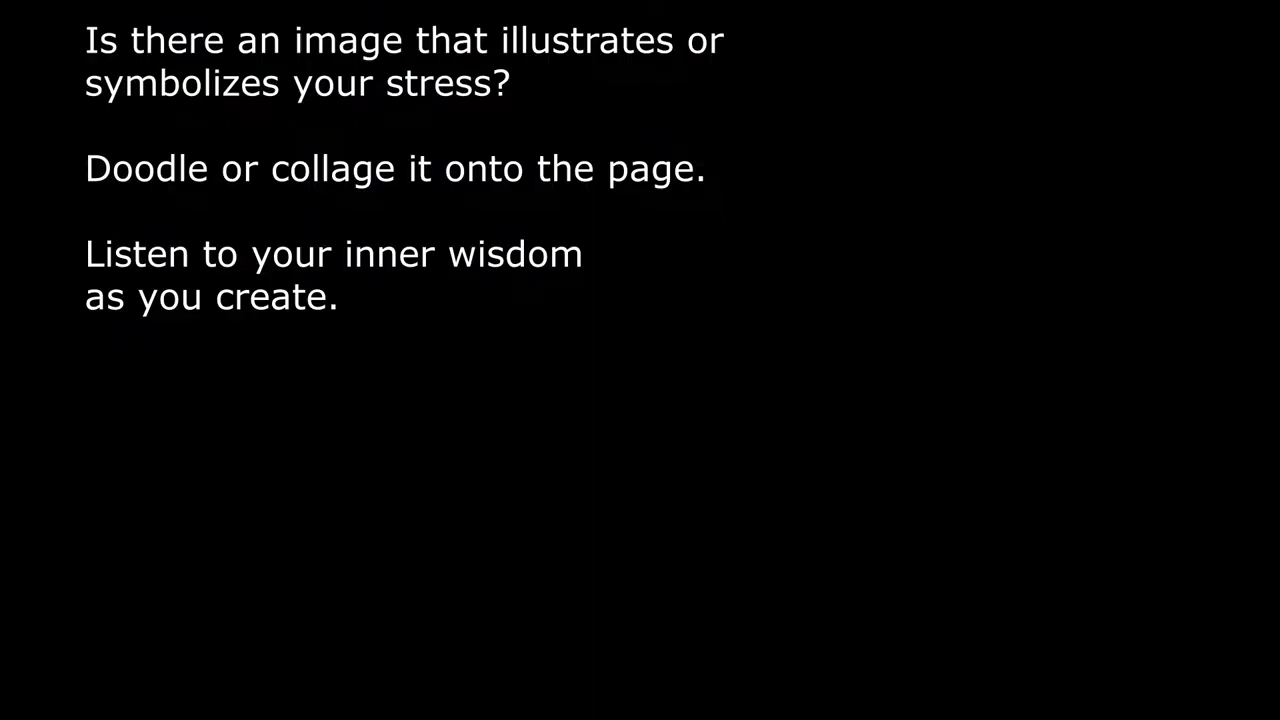 Is there an image that illustrates or
symbolizes your stress?
Doodle or collage it onto the page.
Listen to your inner wisdom
as you create.